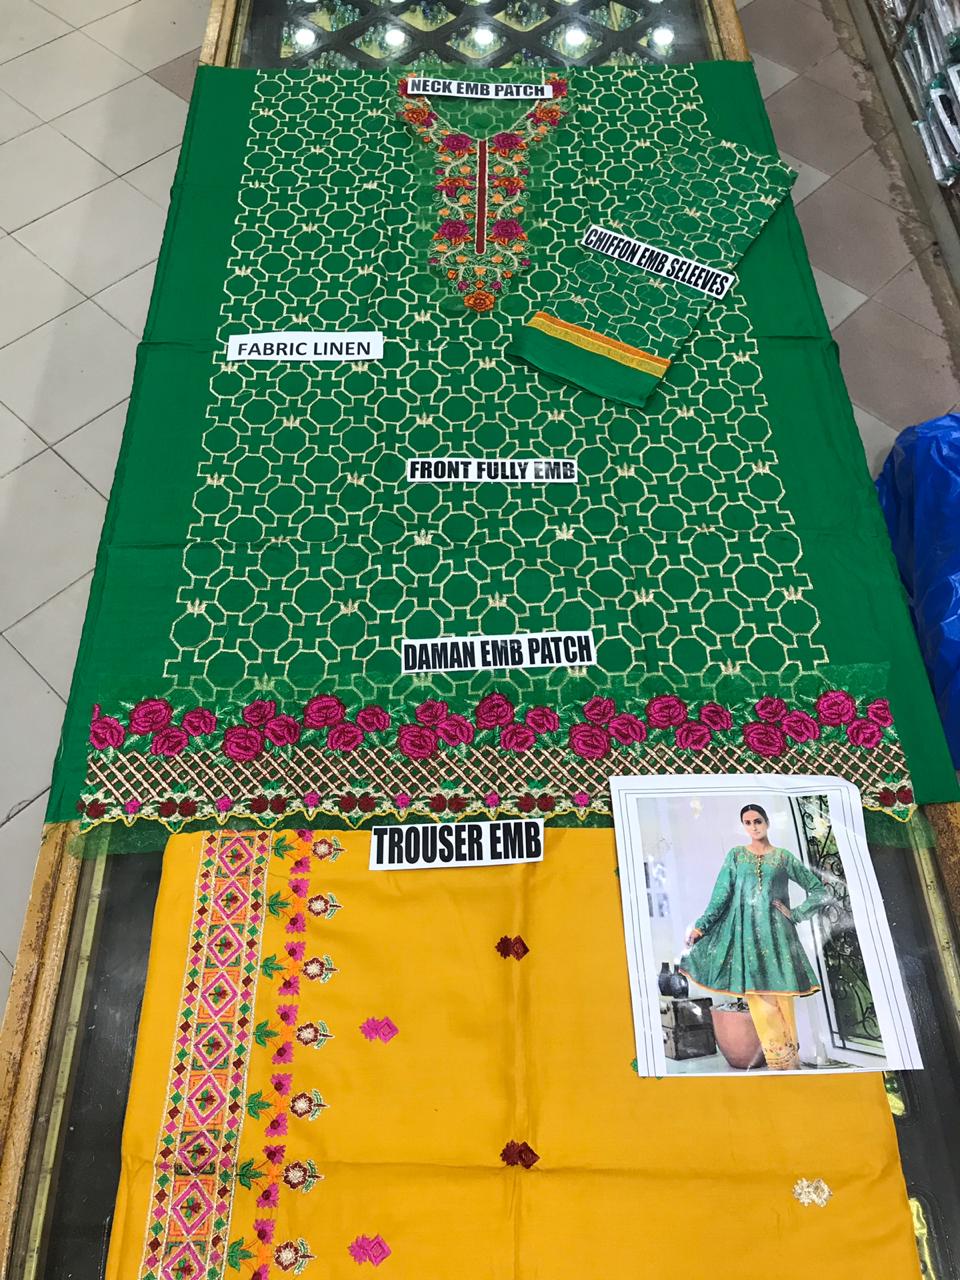 NECK EMB PATCH
CHIFFON EMB SELEEVES
FABRIC LINEN
FRONT FULLY EMB
DAMAN EMB PATCH
TROUSER EMB